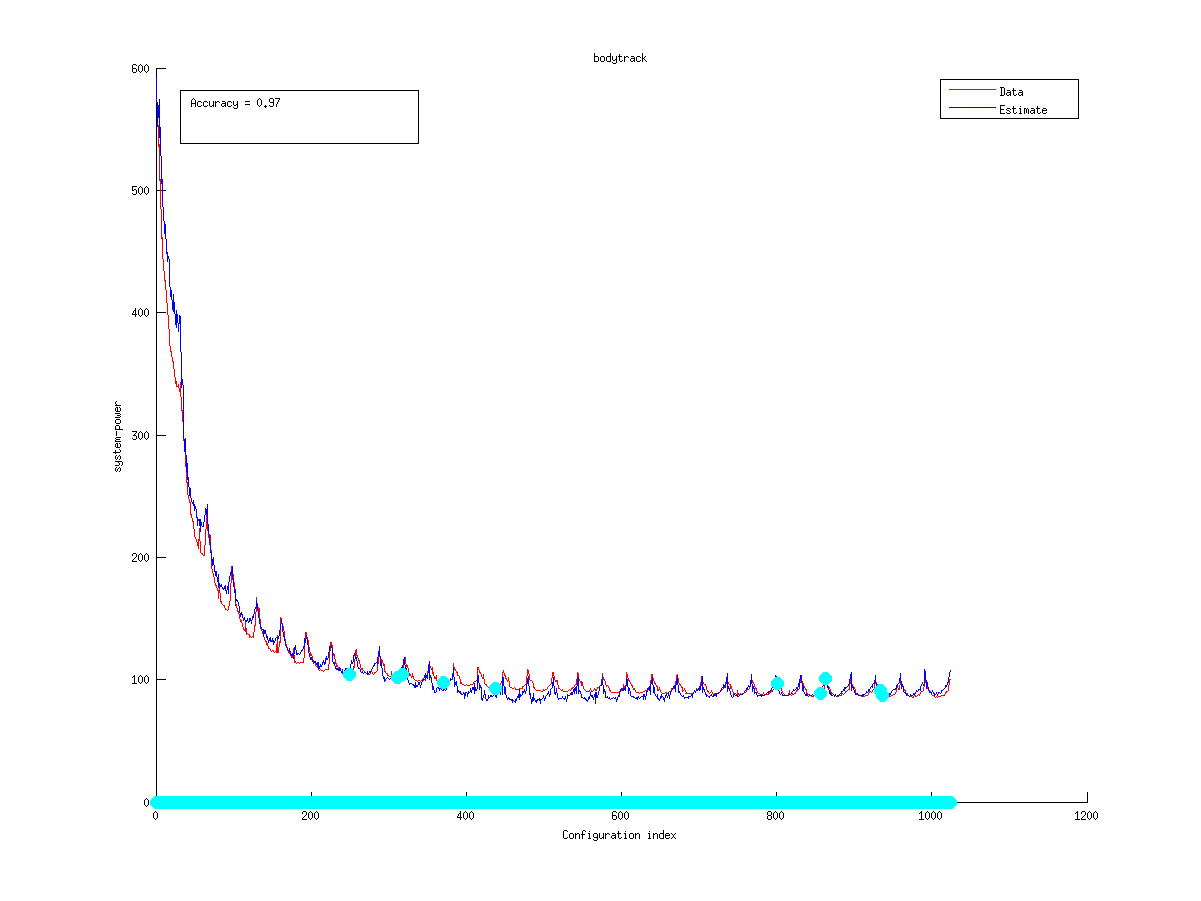 bodytrack
600
Accuracy = 0.97
Data
Estimate
500
400
300
200
100
0
system-power
0 200 400 600 800 1000 1200
Configuration index